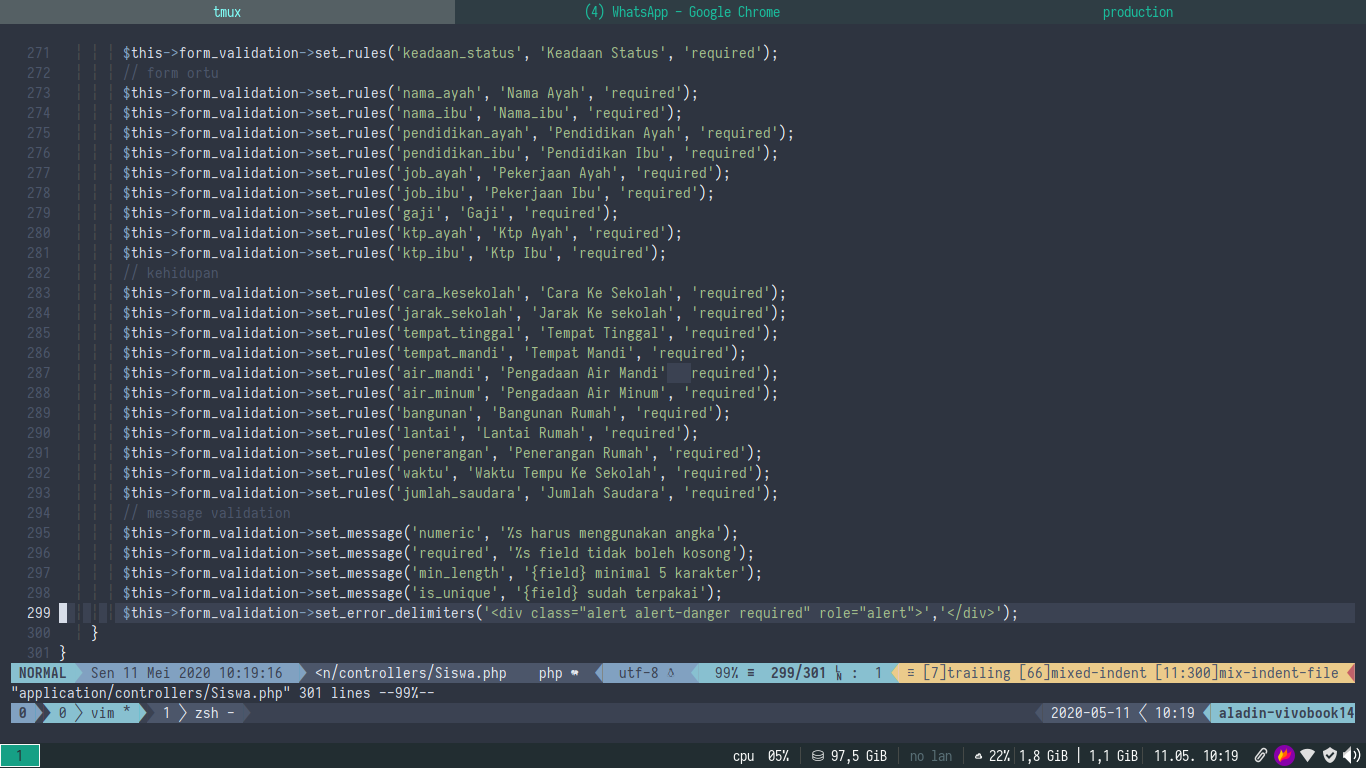 tmux
(4) WhatsApp - Google Chrome
production
271 $this->form_validation->set_rules('keadaan_status', 'Keadaan Status', 'required');
272 // form ortu
273 $this->form_validation->set_rules('nama_ayah', 'Nama Ayah', 'required');
274 $this->form_validation->set_rules('nama_ibu', 'Nama_ibu', 'required');
275 $this->form_validation->set_rules('pendidikan_ayah', 'Pendidikan Ayah', 'required');
276 $this->form_validation->set_rules('pendidikan_ibu', 'Pendidikan Ibu', 'required');
277 $this->form_validation->set_rules('job_ayah', 'Pekerjaan Ayah', 'required');
278 $this->form_validation->set_rules('job_ibu', 'Pekerjaan Ibu', 'required');
279 $this->form_validation->set_rules('gaji', 'Gaji', 'required');
280 $this->form_validation->set_rules('ktp_ayah', 'Ktp Ayah', 'required');
281 $this->form_validation->set_rules('ktp_ibu', 'Ktp Ibu', 'required');
282 // kehidupan
283 $this->form_validation->set_rules('cara_kesekolah', 'Cara Ke Sekolah', 'required');
284 $this->form_validation->set_rules('jarak_sekolah', 'Jarak Ke sekolah', 'required');
285 $this->form_validation->set_rules('tempat_tinggal', 'Tempat Tinggal', 'required');
286 $this->form_validation->set_rules('tempat_mandi', 'Tempat Mandi', 'required');
287 $this->form_validation->set_rules('air_mandi', 'Pengadaan Air Mandi' required');
288 $this->form_validation->set_rules('air_minum', 'Pengadaan Air Minum', 'required');
289 $this->form_validation->set_rules('bangunan', 'Bangunan Rumah', 'required');
290 $this->form_validation->set_rules('lantai', 'Lantai Rumah', 'required');
291 $this->form_validation->set_rules('penerangan', 'Penerangan Rumah', 'required');
292 $this->form_validation->set_rules('waktu', 'Waktu Tempu Ke Sekolah', 'required');
293 $this->form_validation->set_rules('jumlah_saudara', 'Jumlah Saudara', 'required');
294 // message validation
295 $this->form_validation->set_message('numeric', '%s harus menggunakan angka');
296 $this->form_validation->set_message('required', '%s field tidak boleh kosong');
297 $this->form_validation->set_message('min_length', '{field} minimal 5 karakter');
298 $this->form_validation->set_message('is_unique', '{field} sudah terpakai');
299 $this->form_validation->set_error_delimiters('<div class="alert alert-danger required" role="alert">','</div>');
300 }
301 }
NORMAL Sen 11 Mei 2020 10:19:16 <n/controllers/Siswa.php php utf-8 99% ≡ 299/301 ㏑ : 1 ≡ [7]trailing [66]mixed-indent [11:300]mix-indent-file
"application/controllers/Siswa.php" 301 lines --99%--
0 0 vim * 1 zsh - 2020-05-11 10:19 aladin-vivobook14
1 cpu 05% 97,5 GiB no lan 22% 1,8 GiB | 1,1 GiB 11.05. 10:19